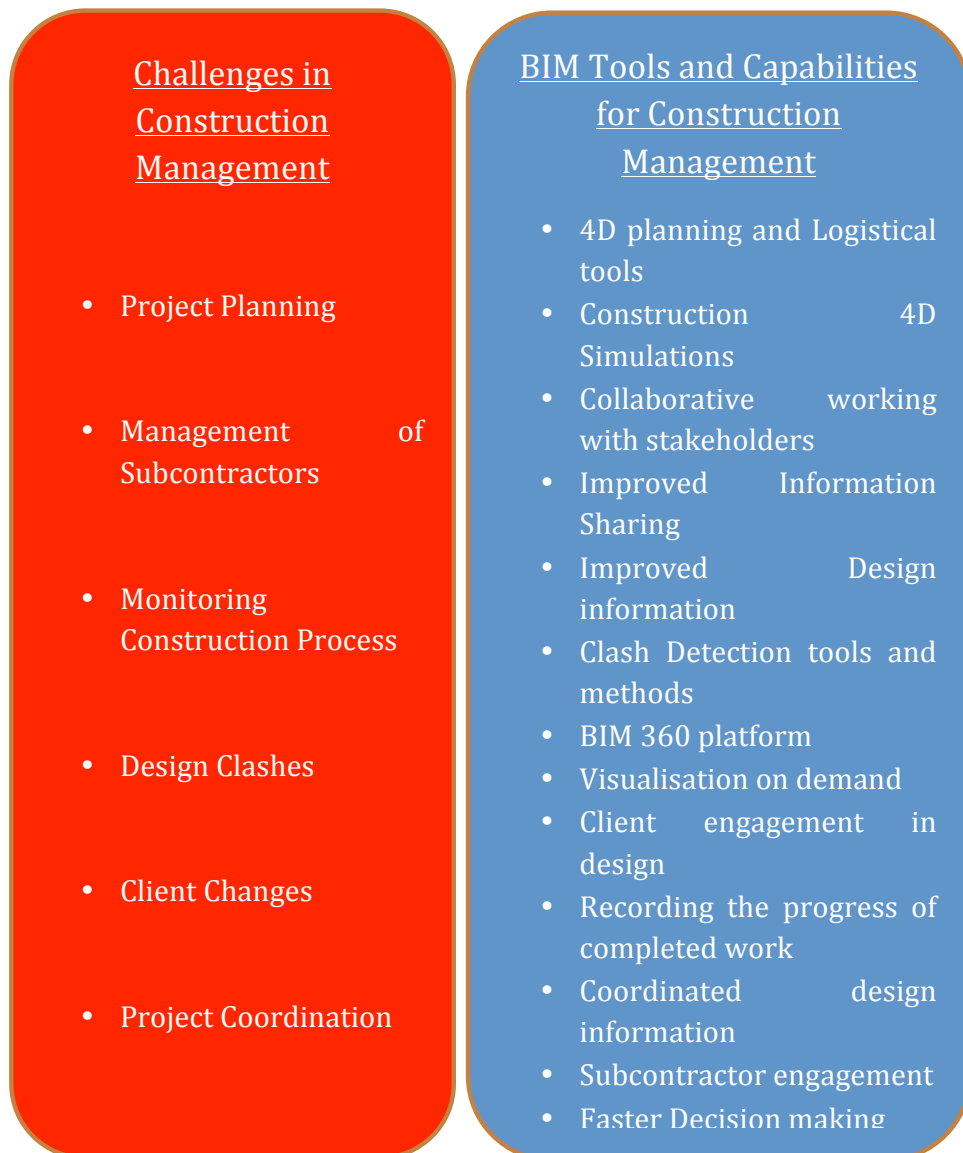 Challenges in
Construction
Management
• Project Planning
• Management of
Subcontractors
• Monitoring
Construction Process
• Design Clashes
• Client Changes
• Project Coordination
BIM Tools and Capabilities
for Construction
Management
• 4D planning and Logistical
tools
• Construction 4D
Simulations
• Collaborative working
with stakeholders
• Improved Information
Sharing
• Improved Design
information
• Clash Detection tools and
methods
• BIM 360 platform
• Visualisation on demand
• Client engagement in
design
• Recording the progress of
completed work
• Coordinated design
information
• Subcontractor engagement
• Faster Decision making